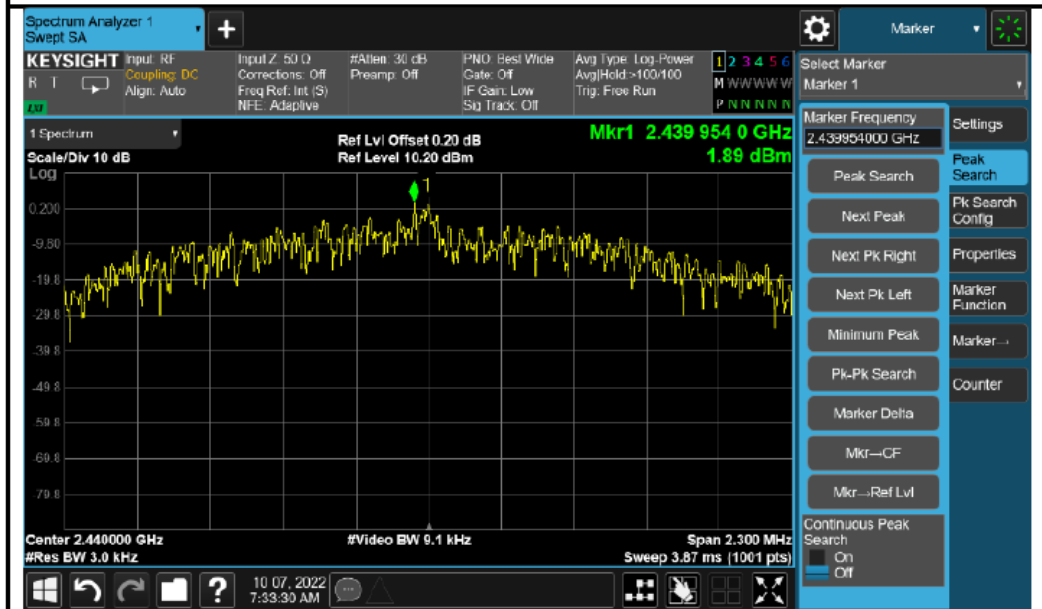 Spectrum Analyzer 1
Swept SA
+
Marker
KEYSIGHT
R T
LXI
Input: RF
Coupling: DC
Align: Auto
Input Z: 50 Ω
Corrections: Off
Freq Ref: Int (S)
NFE: Adaptive
#Atten: 30 dB
Preamp: Off
PNO: Best Wide
Gate: Off
IF Gain: Low
Sig Track: Off
Avg Type: Log-Power
Avg|Hold:>100/100
Trig: Free Run
1 2 3 4 5 6
M W W W W W
P N N N N N
Select Marker
Marker 1
1 Spectrum
Scale/Div 10 dB
Log
Ref Lvl Offset 0.20 dB
Ref Level 10.20 dBm
Mkr1 2.439 954 0 GHz
1.89 dBm
1
0.200
-9.80
-19.8
-29.8
-39.8
-49.8
-59.8
-69.8
-79.8
Center 2.440000 GHz
#Res BW 3.0 kHz
#Video BW 9.1 kHz
Span 2.300 MHz
Sweep 3.87 ms (1001 pts)
Marker Frequency
2.439954000 GHz
Peak Search
Next Peak
Next Pk Right
Next Pk Left
Minimum Peak
Pk-Pk Search
Marker Delta
Mkr→CF
Mkr→Ref Lvl
Continuous Peak
Search
On
Off
Settings
Peak
Search
Pk Search
Config
Properties
Marker
Function
Marker→
Counter
?
10 07, 2022
7:33:30 AM